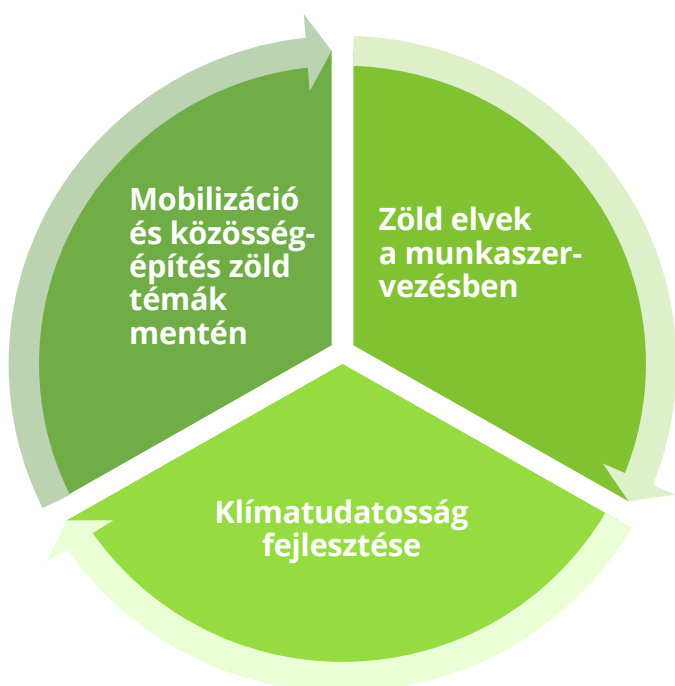 Mobilizáció
és közösség-
építés zöld
témák
mentén
Zöld elvek
a munkaszer-
vezésben
Klímatudatosság
fejlesztése